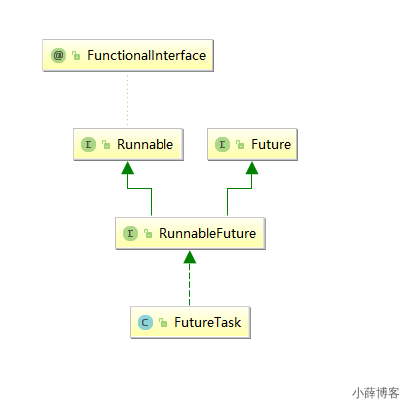 @ FunctionalInterface
I Runnable
I Future
I RunnableFuture
C FutureTask
小薛博客